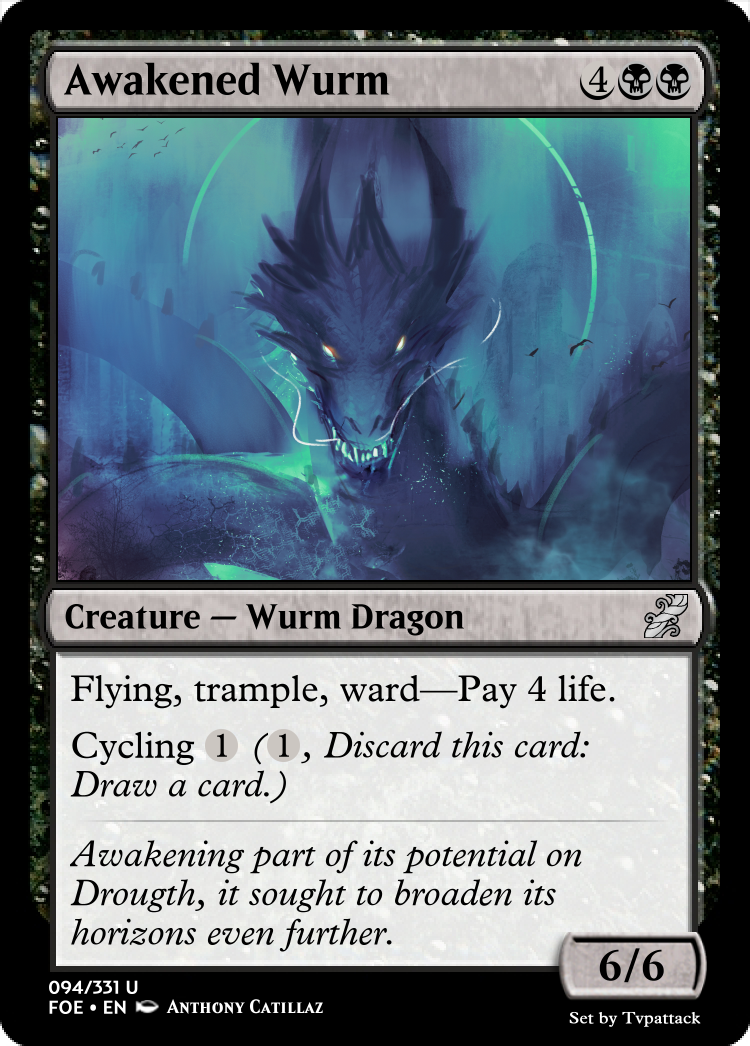 Awakened Wurm 4
Creature — Wurm Dragon
Flying, trample, ward—Pay 4 life.
Cycling 1 (1, Discard this card:
Draw a card.)
Awakening part of its potential on
Drougth, it sought to broaden its
horizons even further.
6/6
094/331 U
FOE • EN Anthony Catillaz
Set by Tvpattack